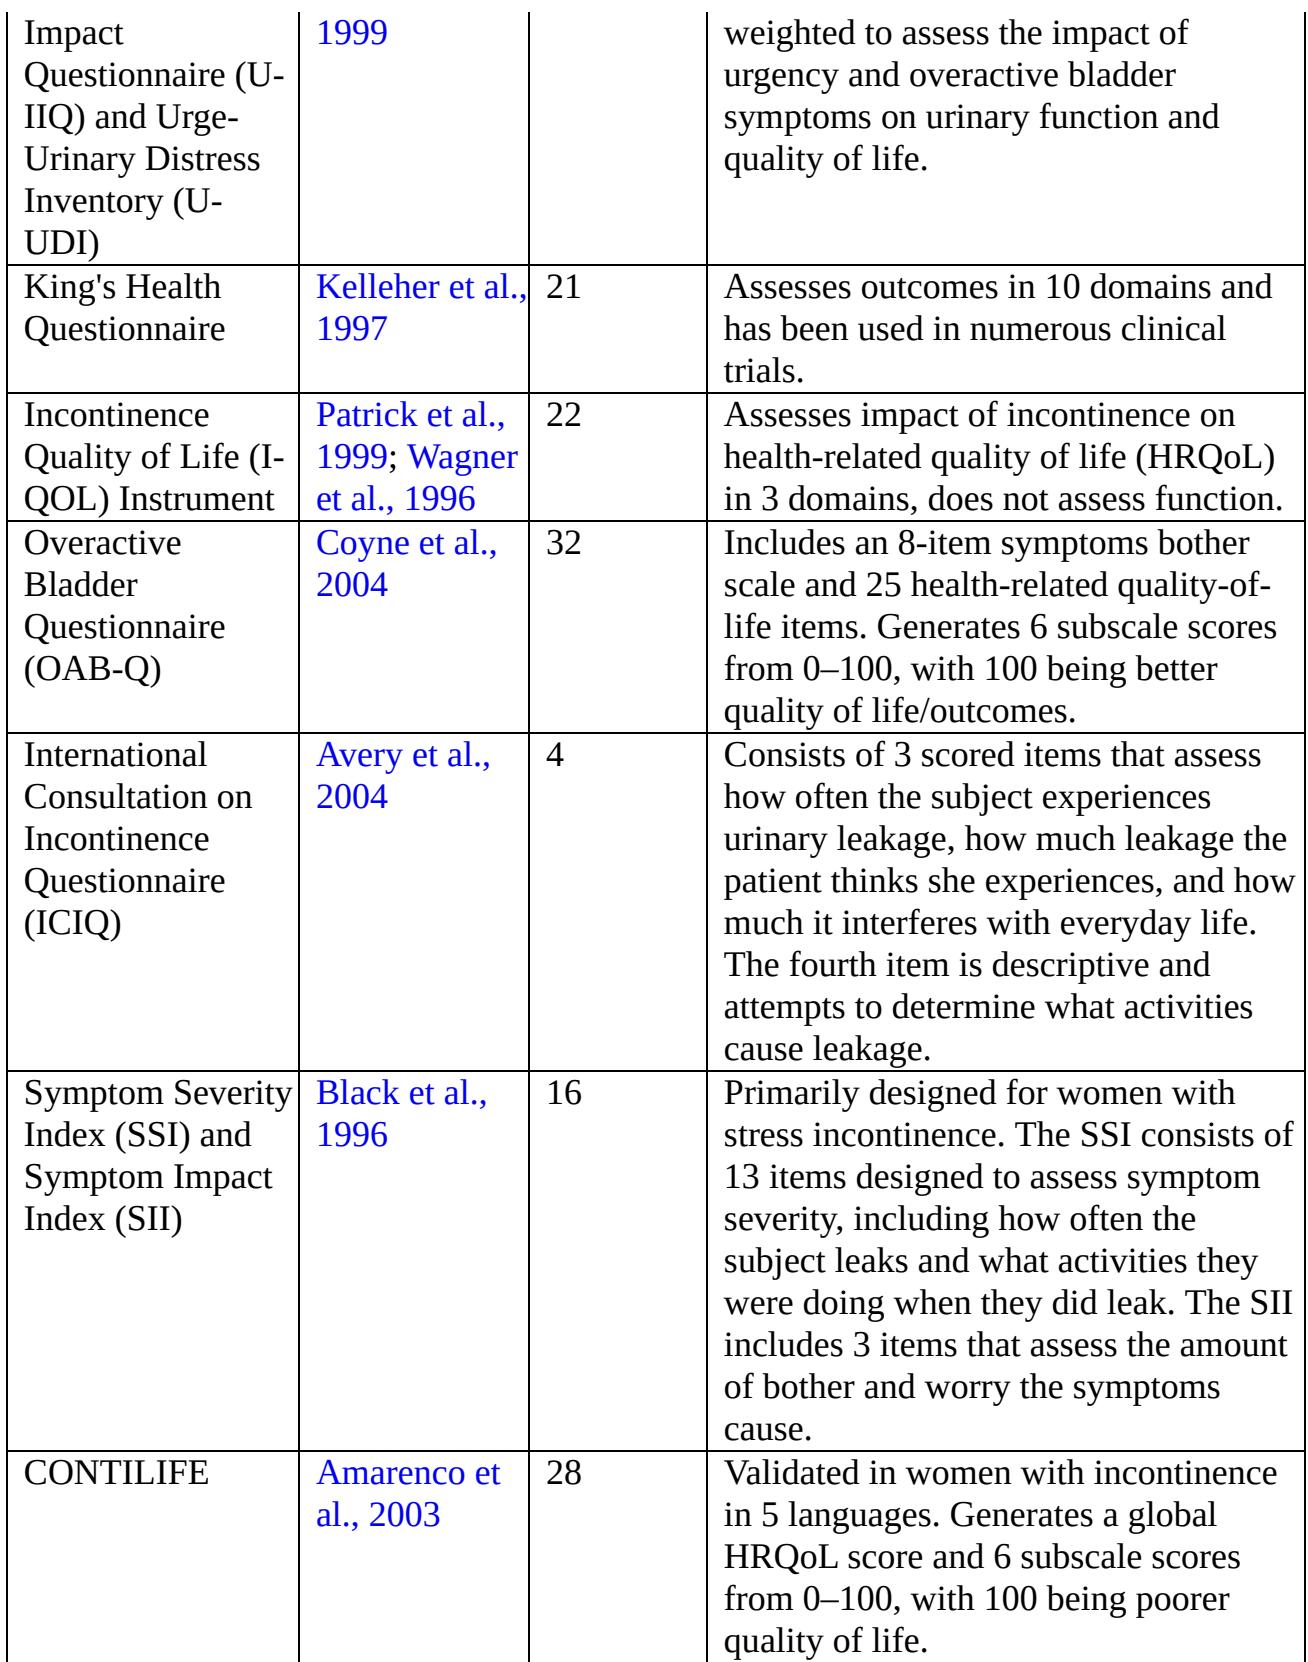 Impact
Questionnaire (U-
IIQ) and Urge-
Urinary Distress
Inventory (U-
UDI)
1999
weighted to assess the impact of
urgency and overactive bladder
symptoms on urinary function and
quality of life.
King's Health
Questionnaire
Kelleher et al.,
1997
21
Assesses outcomes in 10 domains and
has been used in numerous clinical
trials.
Incontinence
Quality of Life (I-
QOL) Instrument
Patrick et al.,
1999; Wagner
et al., 1996
22
Assesses impact of incontinence on
health-related quality of life (HRQoL)
in 3 domains, does not assess function.
Overactive
Bladder
Questionnaire
(OAB-Q)
Coyne et al.,
2004
32
Includes an 8-item symptoms bother
scale and 25 health-related quality-of-
life items. Generates 6 subscale scores
from 0–100, with 100 being better
quality of life/outcomes.
International
Consultation on
Incontinence
Questionnaire
(ICIQ)
Avery et al.,
2004
4
Consists of 3 scored items that assess
how often the subject experiences
urinary leakage, how much leakage the
patient thinks she experiences, and how
much it interferes with everyday life.
The fourth item is descriptive and
attempts to determine what activities
cause leakage.
Symptom Severity
Index (SSI) and
Symptom Impact
Index (SII)
Black et al.,
1996
16
Primarily designed for women with
stress incontinence. The SSI consists of
13 items designed to assess symptom
severity, including how often the
subject leaks and what activities they
were doing when they did leak. The SII
includes 3 items that assess the amount
of bother and worry the symptoms
cause.
CONTILIFE
Amarenco et
al., 2003
28
Validated in women with incontinence
in 5 languages. Generates a global
HRQoL score and 6 subscale scores
from 0–100, with 100 being poorer
quality of life.